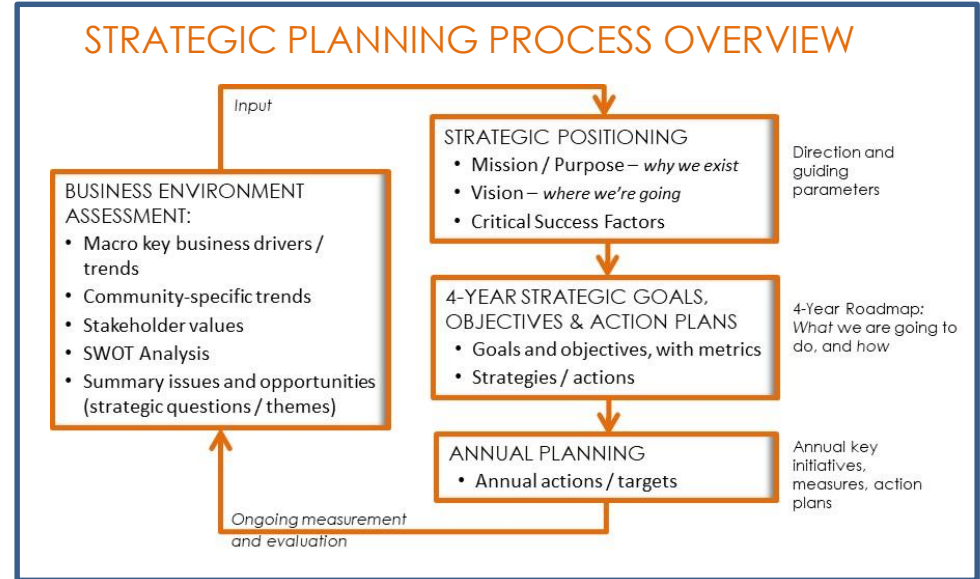 STRATEGIC PLANNING PROCESS OVERVIEW
Input
BUSINESS ENVIRONMENT
ASSESSMENT:
• Macro key business drivers /
trends
• Community-specific trends
• Stakeholder values
• SWOT Analysis
• Summary issues and opportunities
(strategic questions / themes)
STRATEGIC POSITIONING
• Mission / Purpose – why we exist
• Vision – where we're going
• Critical Success Factors
Direction and
guiding
parameters
4-YEAR STRATEGIC GOALS,
OBJECTIVES & ACTION PLANS
• Goals and objectives, with metrics
• Strategies / actions
4-Year Roadmap:
What we are going to
do, and how
ANNUAL PLANNING
• Annual actions / targets
Annual key
initiatives,
measures, action
plans
Ongoing measurement
and evaluation